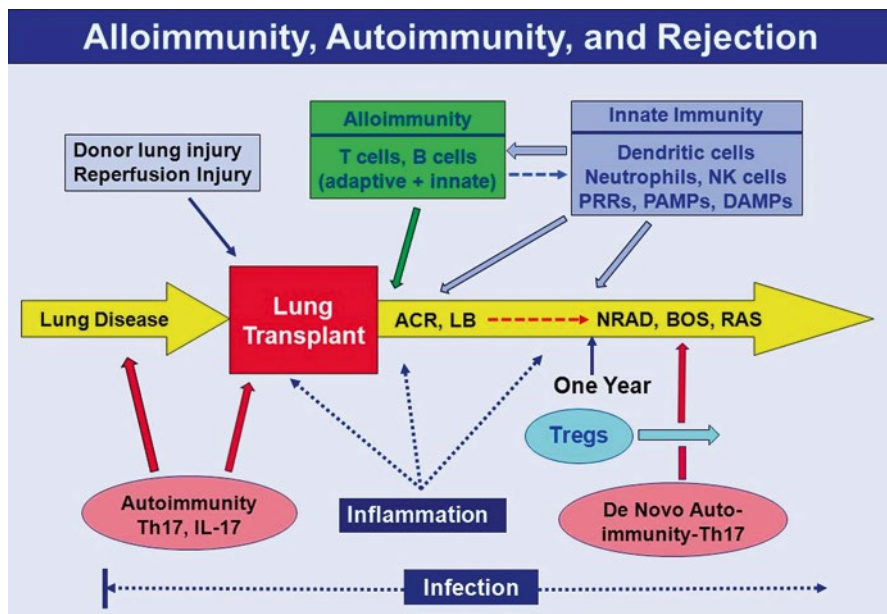 Alloimmunity, Autoimmunity, and Rejection
Donor lung injury
Reperfusion Injury
Alloimmunity
T cells, B cells
(adaptive + innate)
Innate Immunity
Dendritic cells
Neutrophils, NK cells
PRRs, PAMPs, DAMPs
Lung Disease
Lung
Transplant
ACR, LB
NRAD, BOS, RAS
One Year
Tregs
Autoimmunity
Th17, IL-17
Inflammation
De Novo Auto-
immunity-Th17
Infection